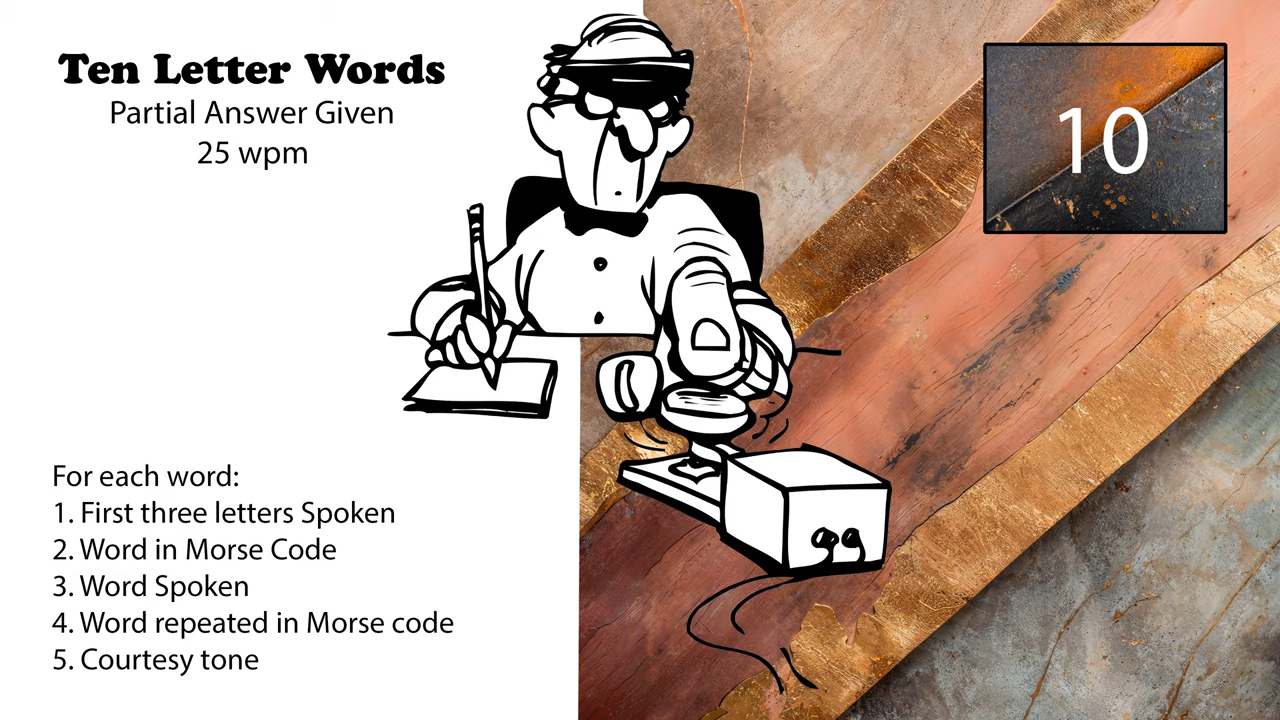 Ten Letter Words
Partial Answer Given
25 wpm
10
For each word:
1. First three letters Spoken
2. Word in Morse Code
3. Word Spoken
4. Word repeated in Morse code
5. Courtesy tone